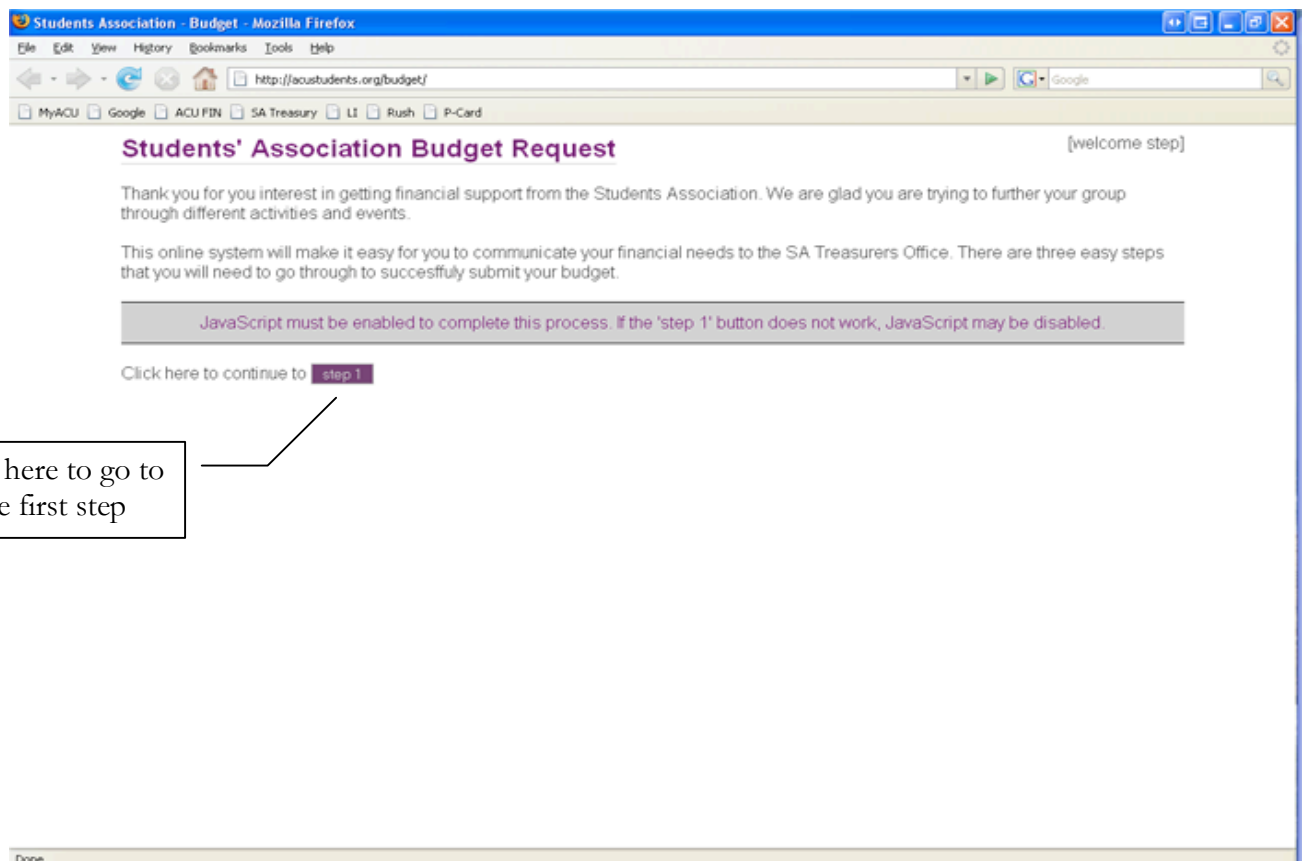 Students Association - Budget - Mozilla Firefox
File Edit View History Bookmarks Tools Help
http://acustudents.org/budget/ Google
MyACU Google ACU FIN SA Treasury LI Rush P-Card
Students' Association Budget Request [welcome step]
Thank you for you interest in getting financial support from the Students Association. We are glad you are trying to further your group
through different activities and events.
This online system will make it easy for you to communicate your financial needs to the SA Treasurers Office. There are three easy steps
that you will need to go through to succesffuly submit your budget.
JavaScript must be enabled to complete this process. If the 'step 1' button does not work, JavaScript may be disabled.
Click here to continue to step 1
here to go to
e first step
Done